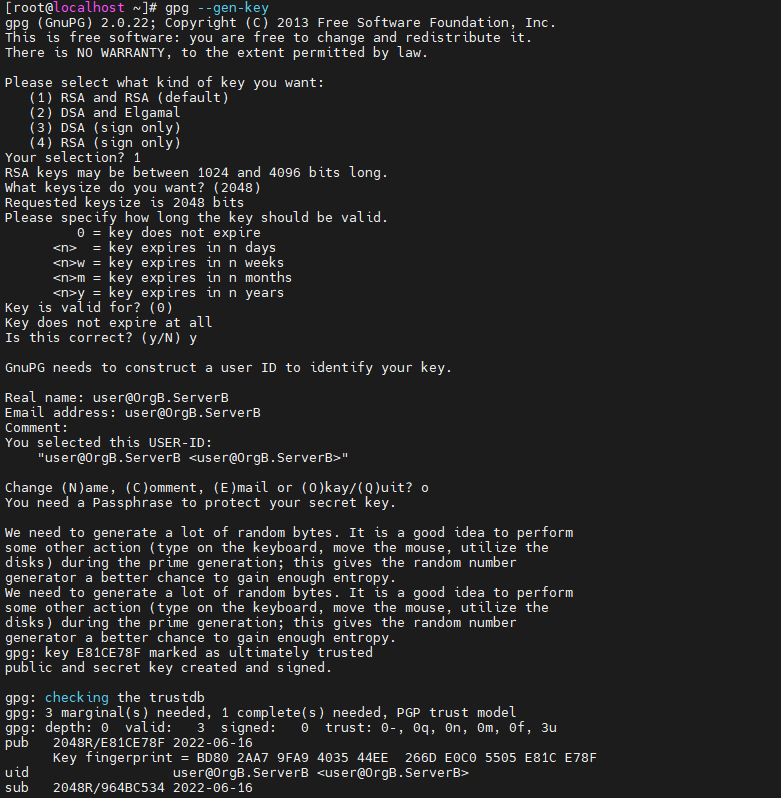 [root@localhost ~]# gpg --gen-key
gpg (GnuPG) 2.0.22; Copyright (C) 2013 Free Software Foundation, Inc.
This is free software: you are free to change and redistribute it.
There is NO WARRANTY, to the extent permitted by law.

Please select what kind of key you want:
   (1) RSA and RSA (default)
   (2) DSA and Elgamal
   (3) DSA (sign only)
   (4) RSA (sign only)
Your selection? 1
RSA keys may be between 1024 and 4096 bits long.
What keysize do you want? (2048)
Requested keysize is 2048 bits
Please specify how long the key should be valid.
         0 = key does not expire
      <n>  = key expires in n days
      <n>w = key expires in n weeks
      <n>m = key expires in n months
      <n>y = key expires in n years
Key is valid for? (0)
Key does not expire at all
Is this correct? (y/N) y

GnuPG needs to construct a user ID to identify your key.

Real name: user@OrgB.ServerB
Email address: user@OrgB.ServerB
Comment:
You selected this USER-ID:
    "user@OrgB.ServerB <user@OrgB.ServerB>"

Change (N)ame, (C)omment, (E)mail or (O)kay/(Q)uit? o
You need a Passphrase to protect your secret key.

We need to generate a lot of random bytes. It is a good idea to perform
some other action (type on the keyboard, move the mouse, utilize the
disks) during the prime generation; this gives the random number
generator a better chance to gain enough entropy.
We need to generate a lot of random bytes. It is a good idea to perform
some other action (type on the keyboard, move the mouse, utilize the
disks) during the prime generation; this gives the random number
generator a better chance to gain enough entropy.
gpg: key E81CE78F marked as ultimately trusted
public and secret key created and signed.

gpg: checking the trustdb
gpg: 3 marginal(s) needed, 1 complete(s) needed, PGP trust model
gpg: depth: 0  valid:   3  signed:   0  trust: 0-, 0q, 0n, 0m, 0f, 3u
pub   2048R/E81CE78F 2022-06-16
      Key fingerprint = BD80 2AA7 9FA9 4035 44EE  266D E0C0 5505 E81C E78F
uid                  user@OrgB.ServerB <user@OrgB.ServerB>
sub   2048R/964BC534 2022-06-16